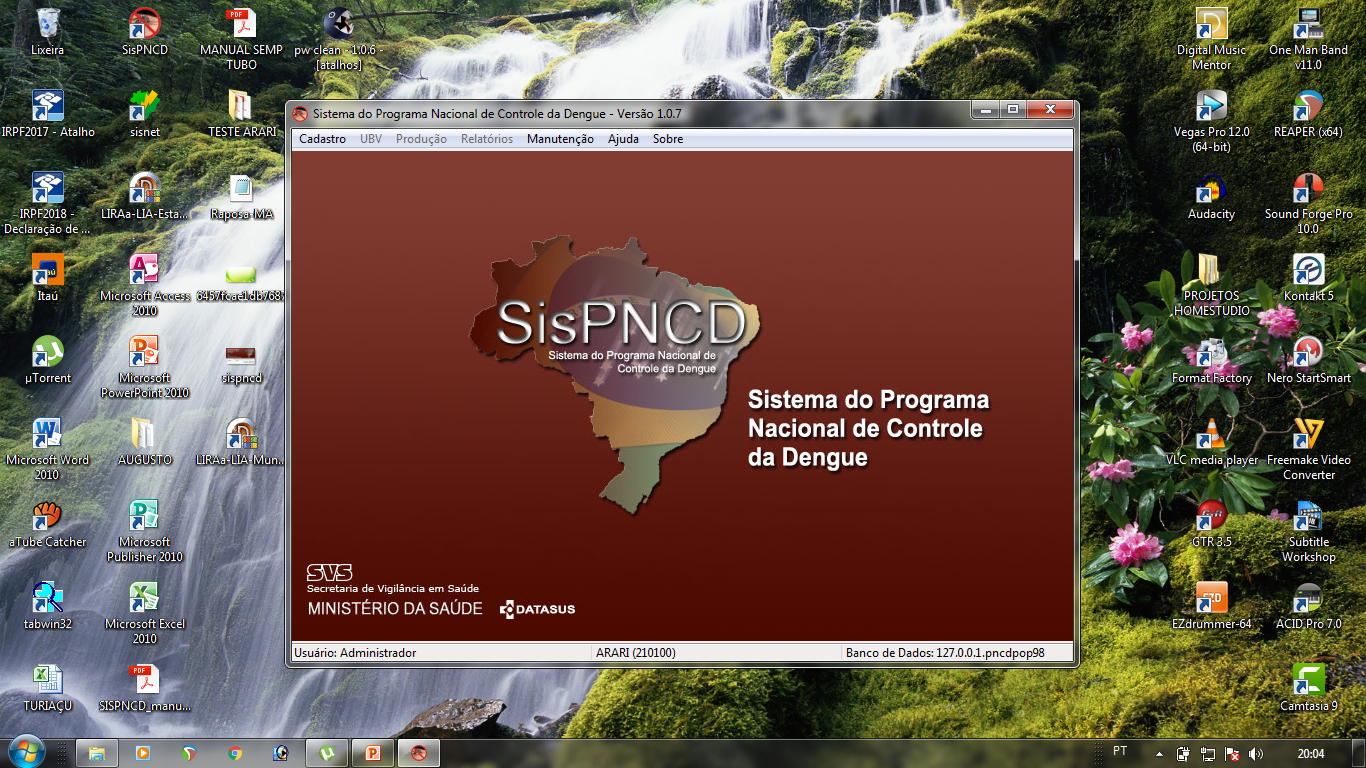 Lixeira
SisPNCD
MANUAL SEMP
TUBO
pw clean - 1.0.6 -
[atalhos]
Digital Music
Mentor
One Man Band
v11.0
IRPF2017 - Atalho
sisnet
TESTE ARARI
Vegas Pro 12.0
(64-bit)
REAPER (x64)
IRPF2018 -
Declaração de ...
LIRAa-LIA-Esta...
Raposa-MA
Audacity
Sound Forge Pro
10.0
Itaú
Microsoft Access
2010
PROJETOS
HOMESTUDIO
Kontakt 5
µTorrent
Microsoft
PowerPoint 2010
sispncd
Format Factory
Nero StartSmart
Microsoft Word
2010
AUGUSTO
LIRAa-LIA-Mun...
VLC media player
Freemake Video
Converter
aTube Catcher
Microsoft
Publisher 2010
GTR 3.5
Subtitle
Workshop
tabwin32
Microsoft Excel
2010
EZdrummer-64
ACID Pro 7.0
TURIAÇU
SISPNCD_manu...
Camtasia 9
Sistema do Programa Nacional de Controle da Dengue - Versão 1.0.7
Cadastro UBV Produção Relatórios Manutenção Ajuda Sobre
SisPNCD
Sistema do Programa Nacional de
Controle da Dengue
Sistema do Programa
Nacional de Controle
da Dengue
SVS
Secretaria de Vigilância em Saúde
MINISTÉRIO DA SAÚDE DATASUS
Usuário: Administrador ARARI (210100) Banco de Dados: 127.0.0.1.pncdpop98
PT 20:04